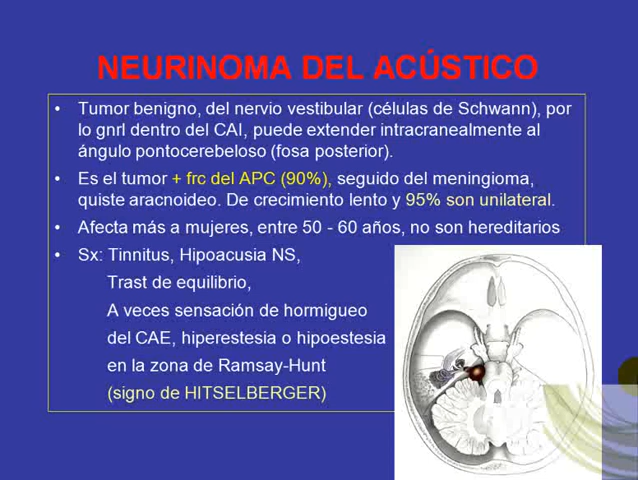 NEURINOMA DEL ACÚSTICO
• Tumor benigno, del nervio vestibular (células de Schwann), por
lo gnrl dentro del CAI, puede extender intracranealmente al
ángulo pontocerebeloso (fosa posterior).
• Es el tumor + frc del APC (90%), seguido del meningioma,
quiste aracnoideo. De crecimiento lento y 95% son unilateral.
• Afecta más a mujeres, entre 50 - 60 años, no son hereditarios
• Sx: Tinnitus, Hipoacusia NS,
Trast de equilibrio,
A veces sensación de hormigueo
del CAE, hiperestesia o hipoestesia
en la zona de Ramsay-Hunt
(signo de HITSELBERGER)